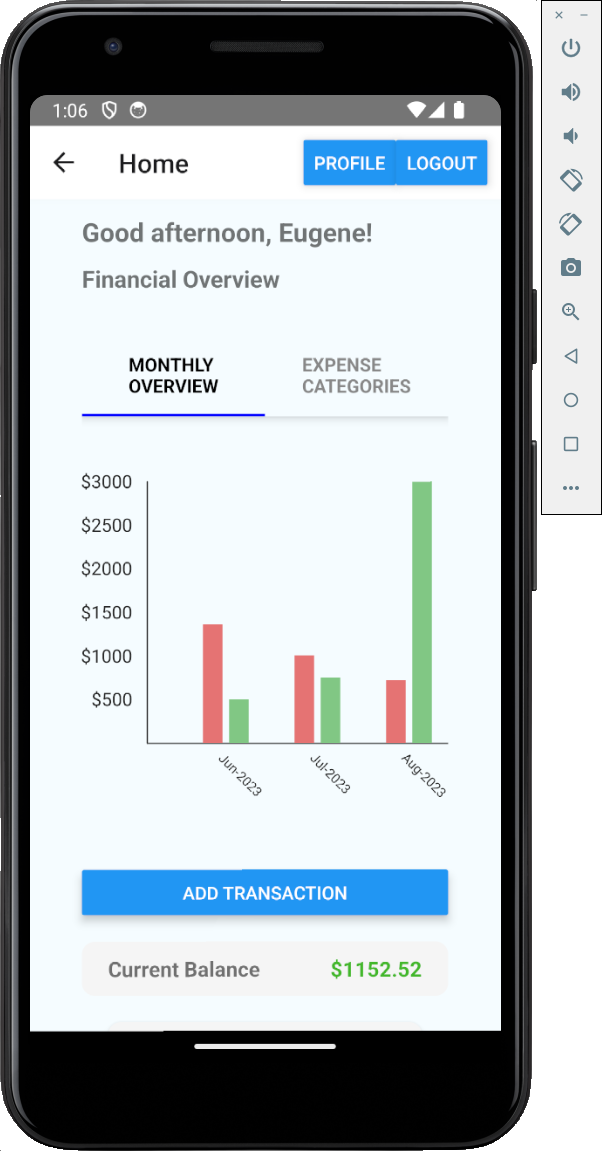 1:06
Home
PROFILE
LOGOUT
Good afternoon, Eugene!
Financial Overview
MONTHLY
OVERVIEW
EXPENSE
CATEGORIES
$3000
$2500
$2000
$1500
$1000
$500
Jun-2023
Jul-2023
Aug-2023
ADD TRANSACTION
Current Balance
$1152.52